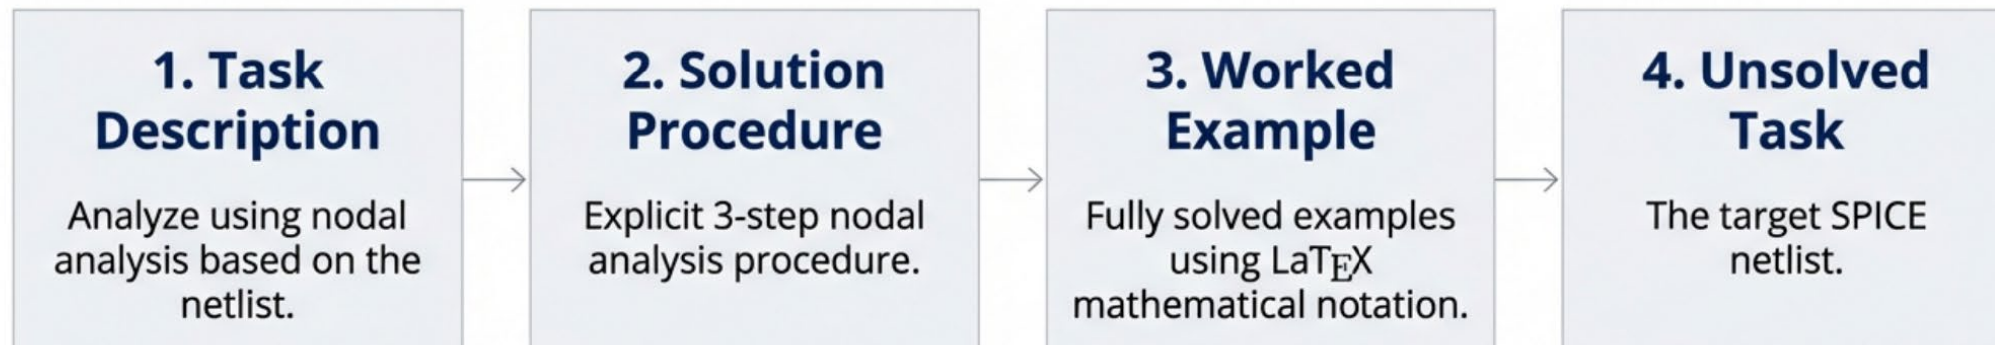 1. Task
Description
Analyze using nodal
analysis based on the
netlist.
2. Solution
Procedure
Explicit 3-step nodal
analysis procedure.
3. Worked
Example
Fully solved examples
using LaTEX
mathematical notation.
4. Unsolved
Task
The target SPICE
netlist.